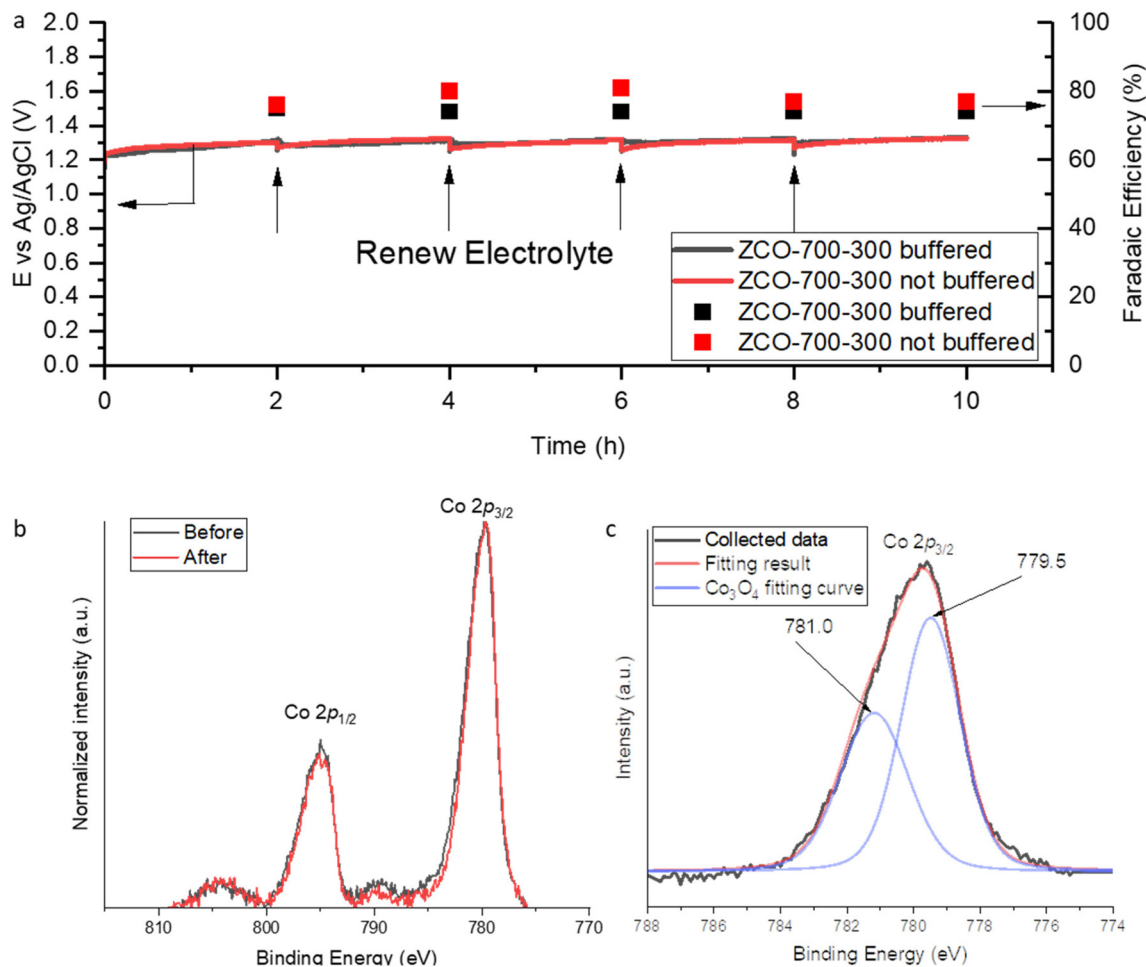 a
E vs Ag/AgCl (V)
2.0
1.8
1.6
1.4
1.2
1.0
0.8
0.6
0.4
0.2
0.0
0
2
4
6
8
10
Time (h)
100
80
60
40
20
0
Faradaic Efficiency (%)
Renew Electrolyte
ZCO-700-300 buffered
ZCO-700-300 not buffered
ZCO-700-300 buffered
ZCO-700-300 not buffered
b
Before
After
Co 2p3/2
Co 2p1/2
Normalized intensity (a.u.)
810
800
790
780
770
Binding Energy (eV)
c
Collected data
Fitting result
Co3O4 fitting curve
Co 2p3/2
779.5
781.0
Intensity (a.u.)
788
786
784
782
780
778
776
774
Binding Energy (eV)